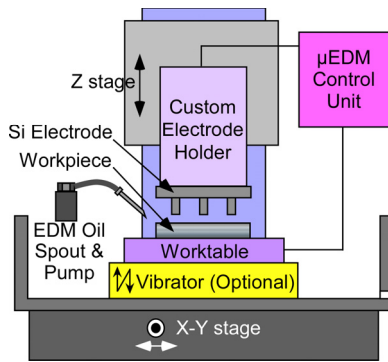 Z stage
µEDM
Control
Unit
Custom
Electrode
Holder
Si Electrode
Workpiece
EDM Oil
Spout &
Pump
Worktable
Vibrator (Optional)
X-Y stage